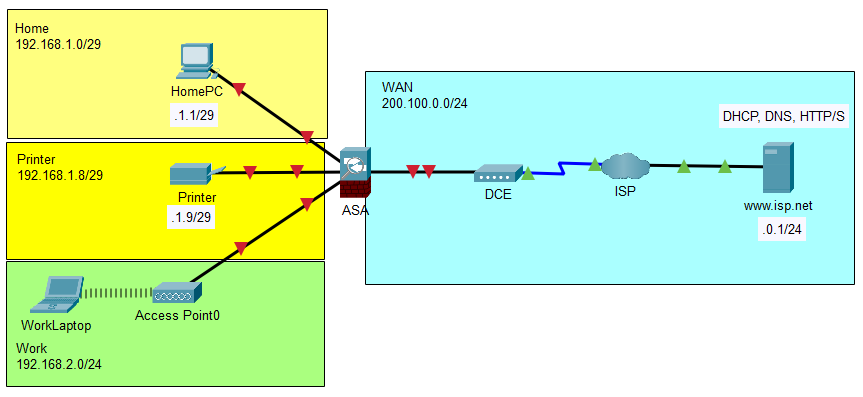 Home
192.168.1.0/29
HomePC
.1.1/29
Printer
192.168.1.8/29
Printer
.1.9/29
WorkLaptop
Access Point0
Work
192.168.2.0/24
ASA
WAN
200.100.0.0/24
DCE
ISP
DHCP, DNS, HTTP/S
www.isp.net
.0.1/24